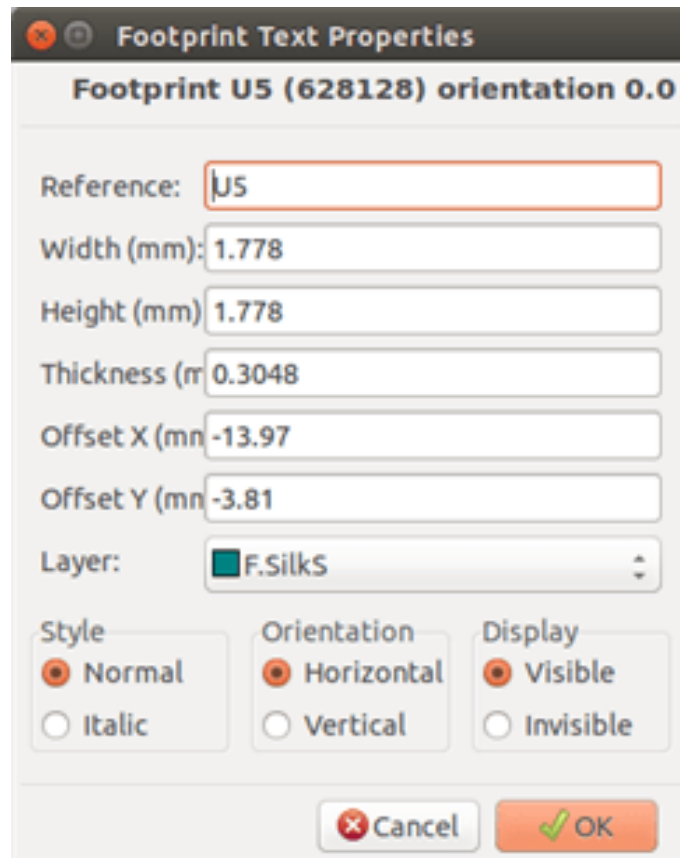 Footprint Text Properties
Footprint U5 (628128) orientation 0.0
Reference: U5
Width (mm): 1.778
Height (mm) 1.778
Thickness (m 0.3048
Offset X (mn -13.97
Offset Y (mn -3.81
Layer: F.SilkS
Style Orientation Display
Normal Horizontal Visible
Italic Vertical Invisible
Cancel OK